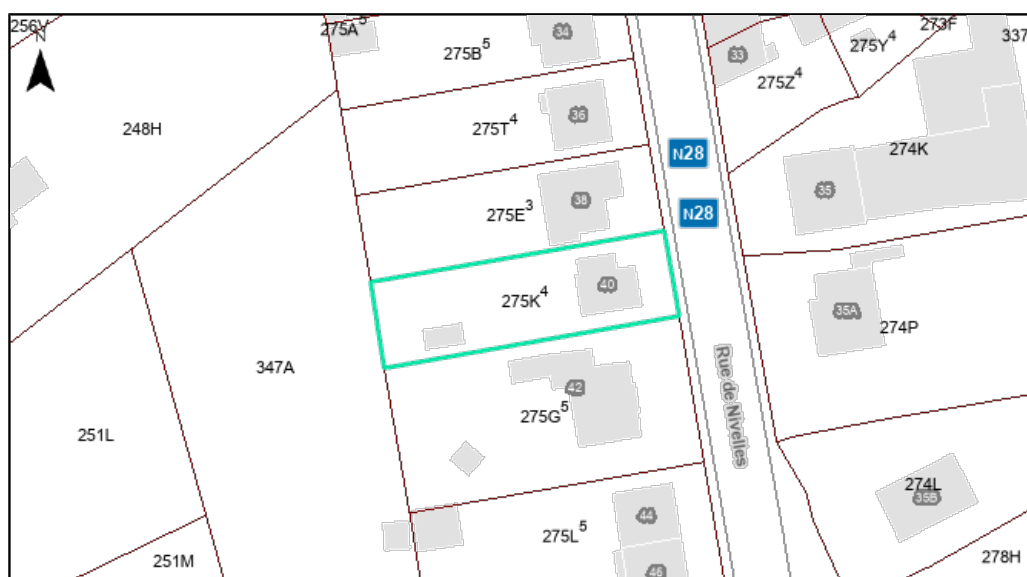 256V
N
275A⁵
275B⁵
34
33
275Y⁴
273F
337
275Z⁴
248H
275T⁴
36
N28
274K
35
275E³
38
N28
275K⁴
40
35A
274P
347A
Rue de Nivelles
42
275G⁵
251L
274L
35B
44
275L⁵
251M
46
278H